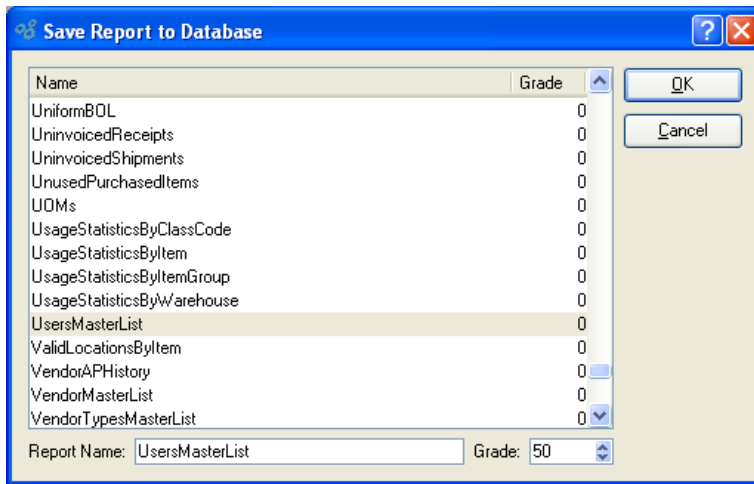 Save Report to Database
Name Grade
OK
UniformBOL 0
UninvoicedReceipts 0
Cancel
UninvoicedShipments 0
UnusedPurchasedItems 0
UOMs 0
UsageStatisticsByClassCode 0
UsageStatisticsByItem 0
UsageStatisticsByItemGroup 0
UsageStatisticsByWarehouse 0
UsersMasterList 0
ValidLocationsByItem 0
VendorAPHistory 0
VendorMasterList 0
VendorTypesMasterList 0
Report Name: UsersMasterList Grade: 50